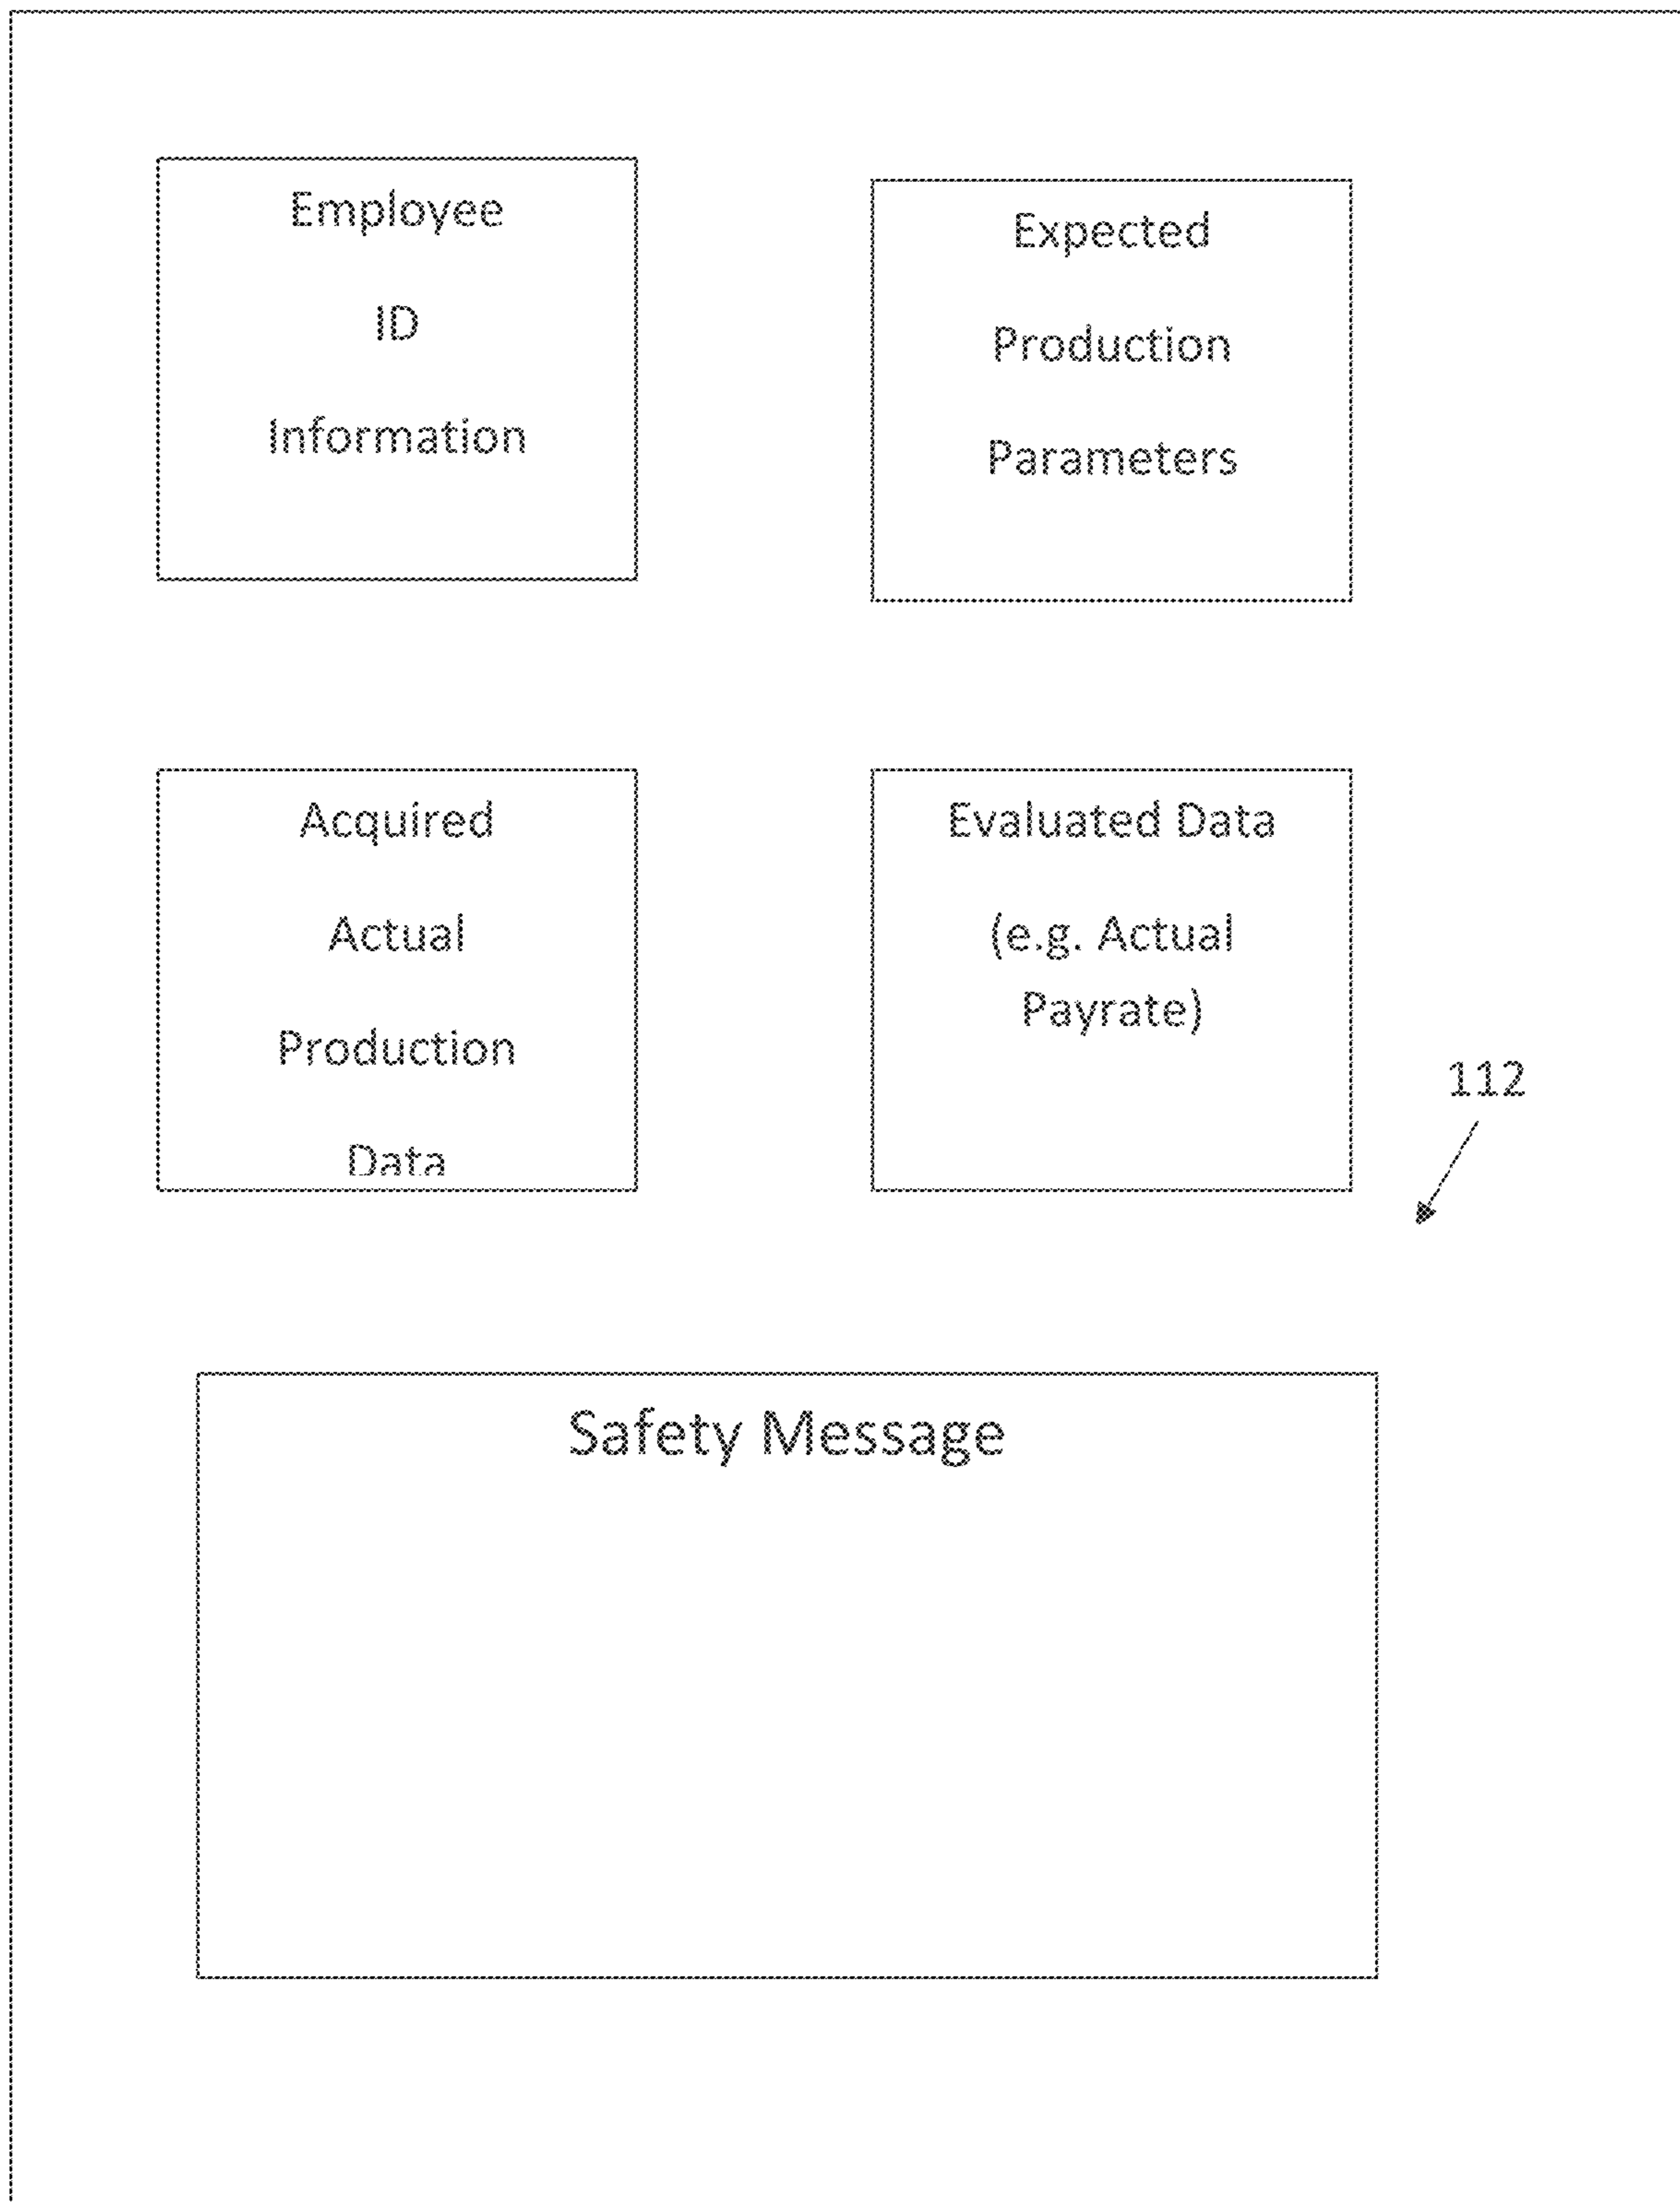 Employee
ID
Information
Expected
Production
Parameters
Acquired
Actual
Production
Data
Evaluated Data
(e.g. Actual
Payrate)
112
Safety Message